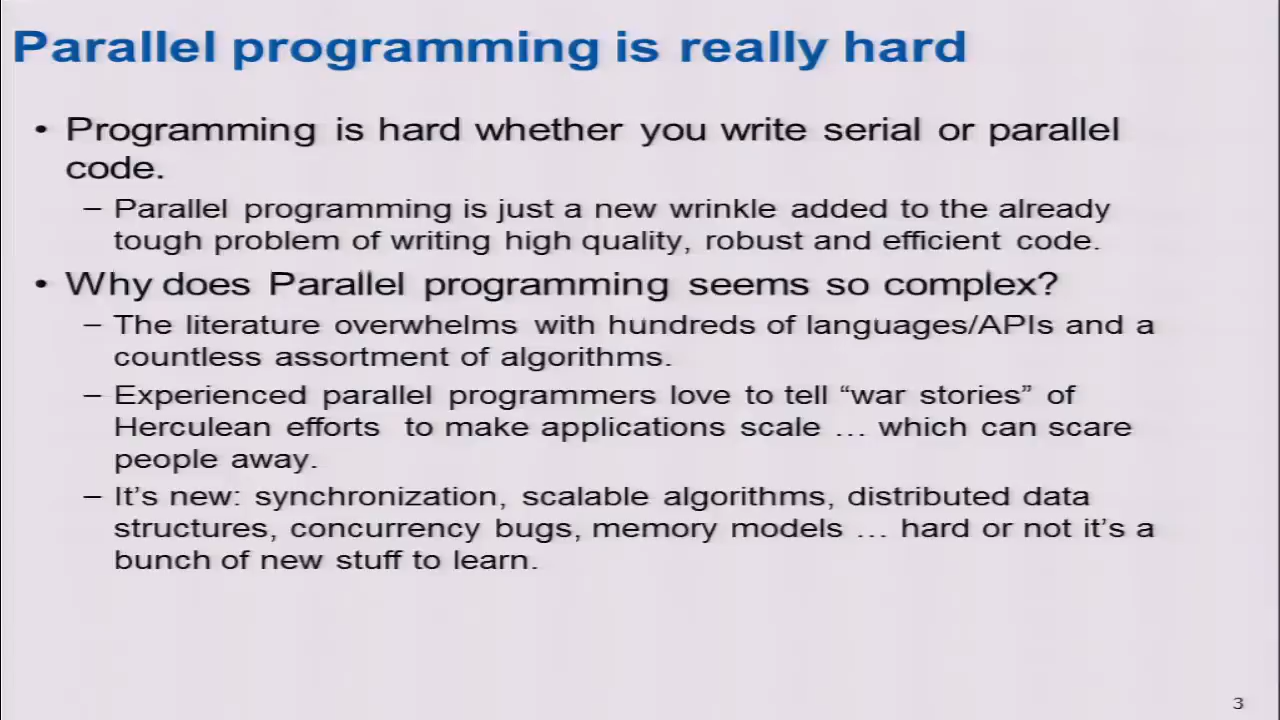 Parallel programming is really hard
• Programming is hard whether you write serial or parallel
code.
– Parallel programming is just a new wrinkle added to the already
tough problem of writing high quality, robust and efficient code.
• Why does Parallel programming seems so complex?
– The literature overwhelms with hundreds of languages/APIs and a
countless assortment of algorithms.
– Experienced parallel programmers love to tell “war stories” of
Herculean efforts to make applications scale … which can scare
people away.
– It’s new: synchronization, scalable algorithms, distributed data
structures, concurrency bugs, memory models … hard or not it’s a
bunch of new stuff to learn.
3